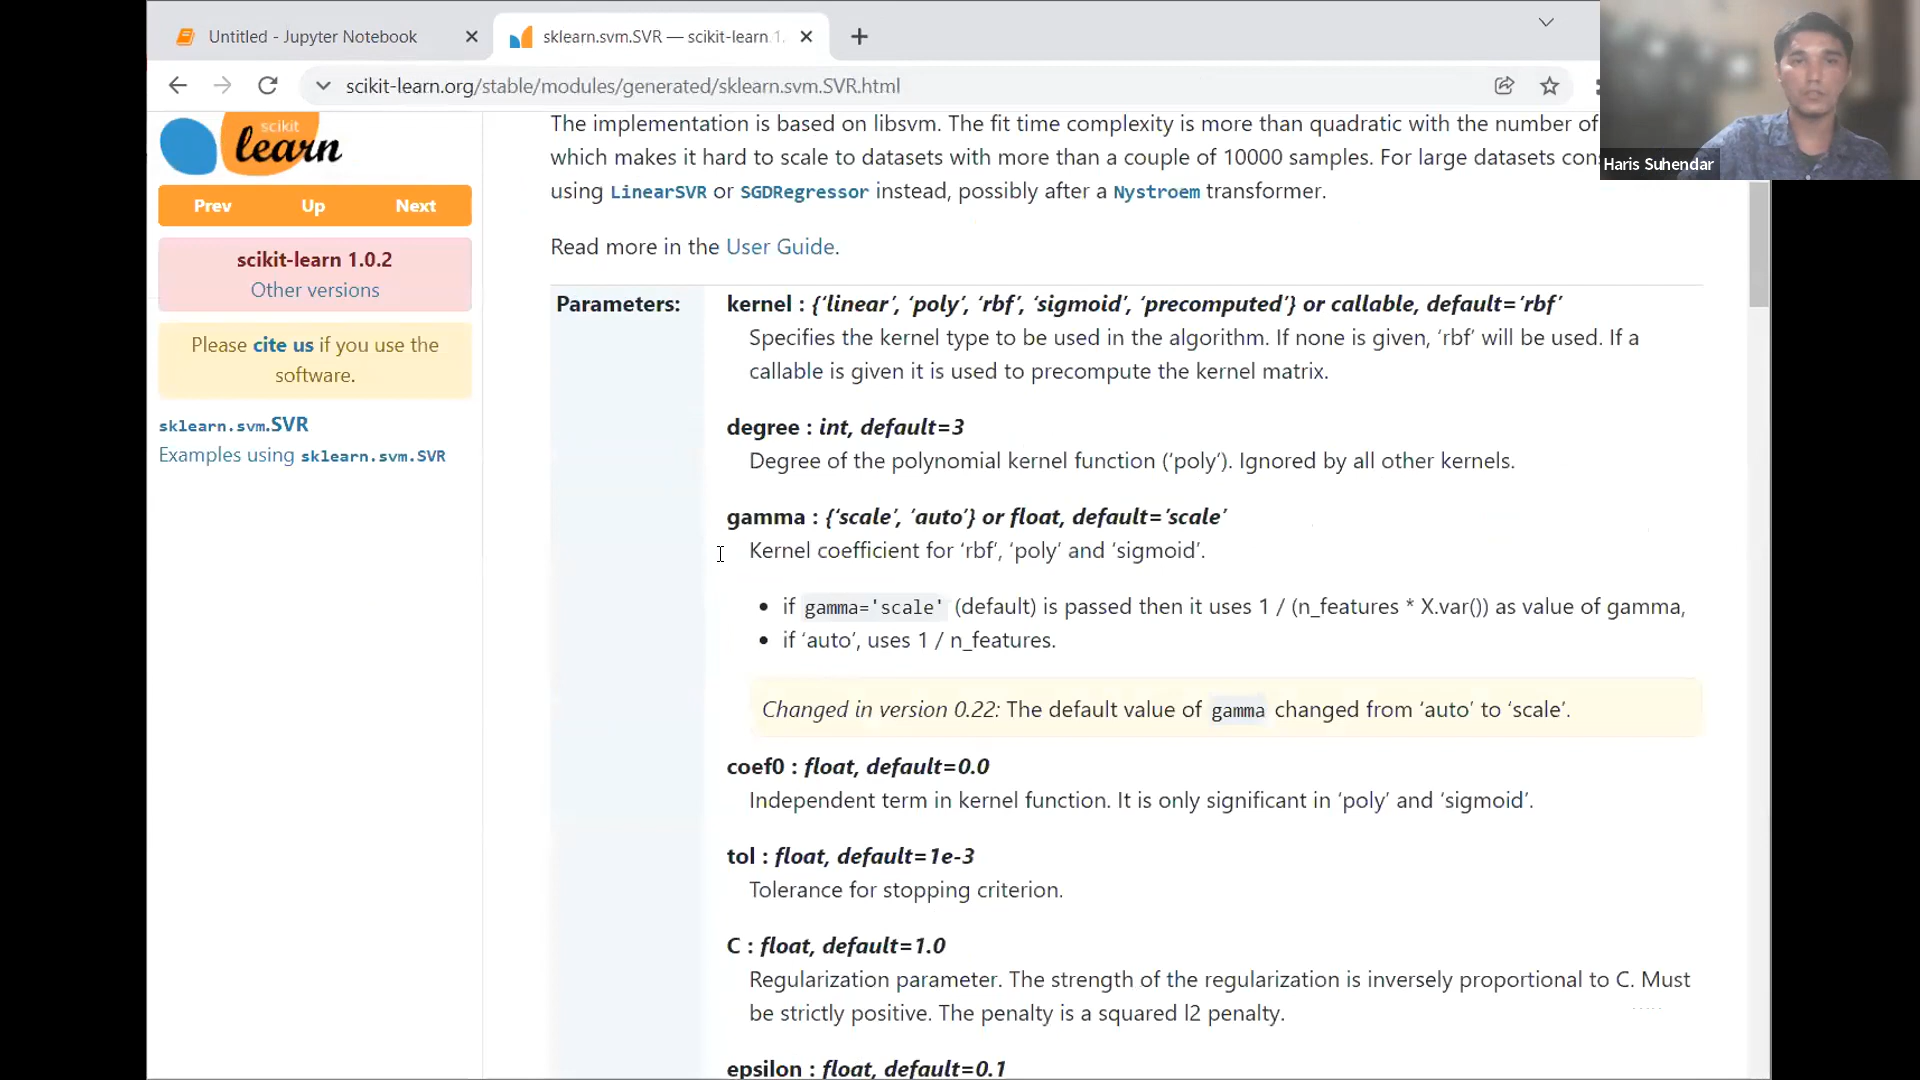 Untitled - Jupyter Notebook
sklearn.svm.SVR — scikit-learn 1.
scikit-learn.org/stable/modules/generated/sklearn.svm.SVR.html
Haris Suhendar
scikit
learn
Prev Up Next
scikit-learn 1.0.2
Other versions
Please cite us if you use the
software.
sklearn.svm.SVR
Examples using sklearn.svm.SVR
The implementation is based on libsvm. The fit time complexity is more than quadratic with the number of
which makes it hard to scale to datasets with more than a couple of 10000 samples. For large datasets con
using LinearSVR or SGDRegressor instead, possibly after a Nystroem transformer.
Read more in the User Guide.
Parameters:
kernel : {‘linear’, ‘poly’, ‘rbf’, ‘sigmoid’, ‘precomputed’} or callable, default=’rbf’
Specifies the kernel type to be used in the algorithm. If none is given, ‘rbf’ will be used. If a
callable is given it is used to precompute the kernel matrix.
degree : int, default=3
Degree of the polynomial kernel function (‘poly’). Ignored by all other kernels.
gamma : {‘scale’, ‘auto’} or float, default=’scale’
Kernel coefficient for ‘rbf’, ‘poly’ and ‘sigmoid’.
• if gamma='scale' (default) is passed then it uses 1 / (n_features * X.var()) as value of gamma,
• if ‘auto’, uses 1 / n_features.
Changed in version 0.22: The default value of gamma changed from ‘auto’ to ‘scale’.
coef0 : float, default=0.0
Independent term in kernel function. It is only significant in ‘poly’ and ‘sigmoid’.
tol : float, default=1e-3
Tolerance for stopping criterion.
C : float, default=1.0
Regularization parameter. The strength of the regularization is inversely proportional to C. Must
be strictly positive. The penalty is a squared l2 penalty.
epsilon : float, default=0.1